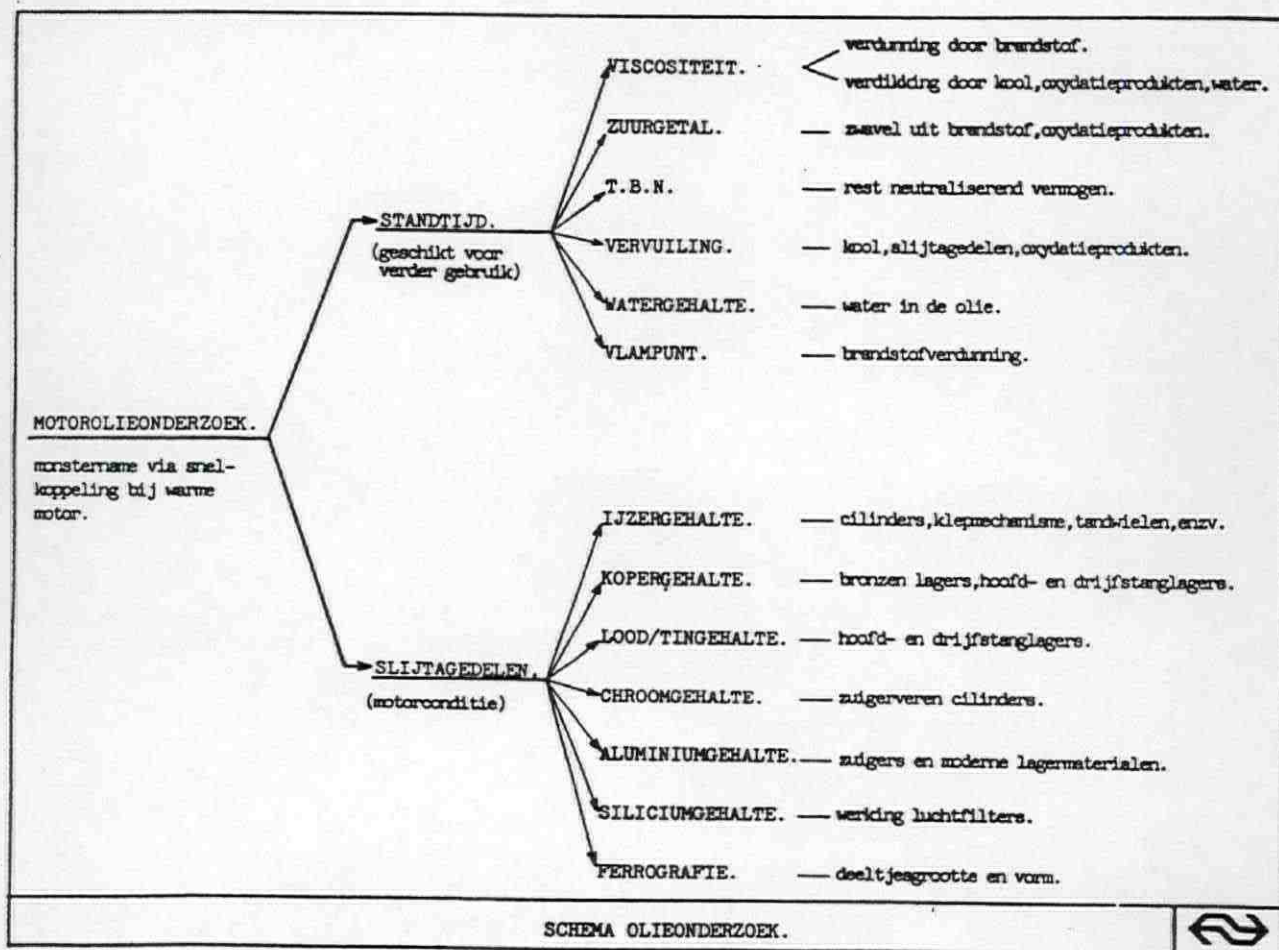 MOTOROLIEONDERZOEK.
monstername via snel-
koppeling bij warme
motor.
STANDTIJD.
(geschikt voor
verder gebruik)
VISCOSITEIT.
verdunning door brandstof.
verdikking door kool,oxydatieprodukten,water.
ZUURGETAL. — zwavel uit brandstof,oxydatieprodukten.
T.B.N. — rest neutraliserend vermogen.
VERVUILING. — kool,slijtagedelen,oxydatieprodukten.
WATERGEHALTE. — water in de olie.
VLAMPUNT. — brandstofverdunning.
SLIJTAGEDELEN.
(motorconditie)
IJZERGEHALTE. — cilinders,klepmechanisme,tandwielen,enzv.
KOPERGEHALTE. — bronzen lagers,hoofd- en drijfstanglagers.
LOOD/TINGEHALTE. — hoofd- en drijfstanglagers.
CHROOMGEHALTE. — zuigerveren cilinders.
ALUMINIUMGEHALTE. — zuigers en moderne lagermaterialen.
SILICIUMGEHALTE. — werking luchtfilters.
FERROGRAFIE. — deeltjesgrootte en vorm.
SCHEMA OLIEONDERZOEK.